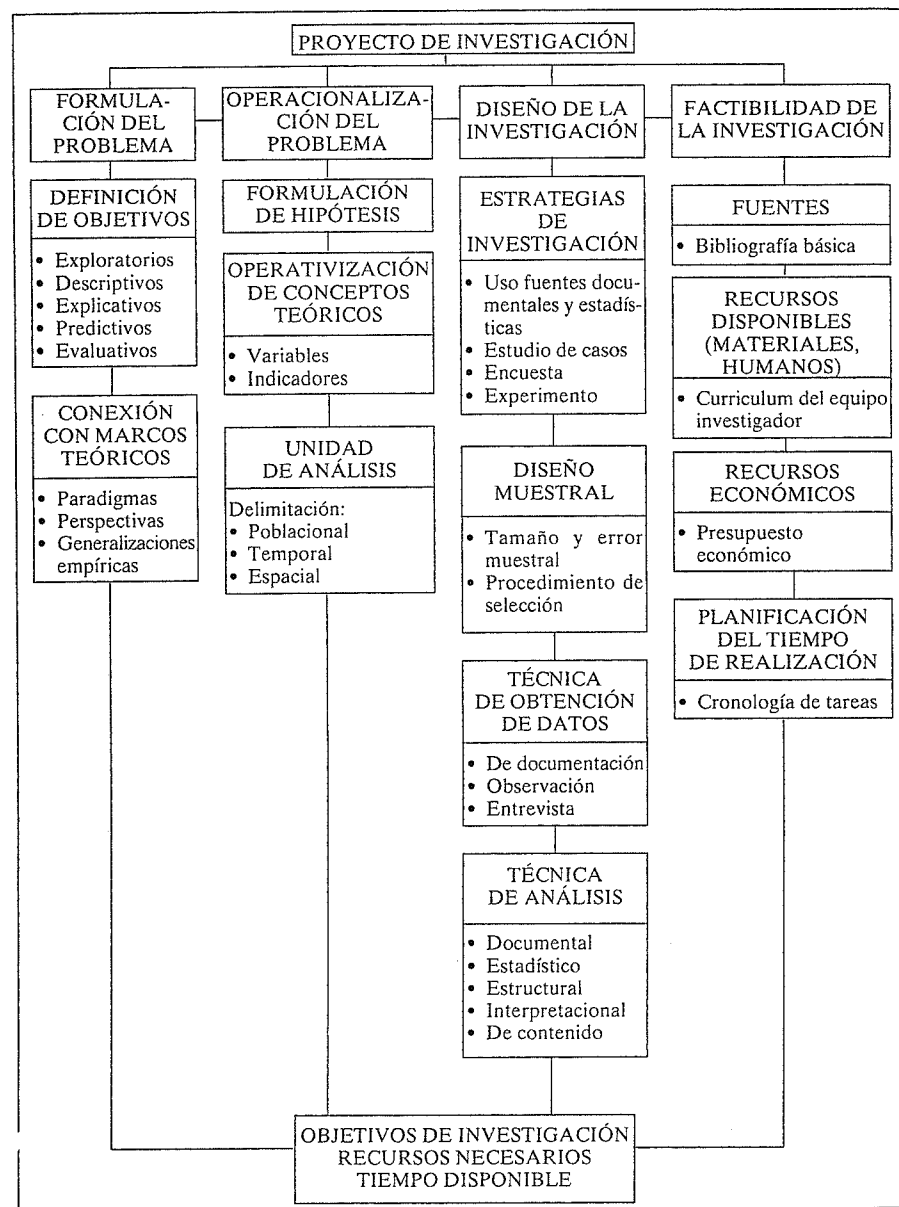 PROYECTO DE INVESTIGACIÓN
FORMULA-
CIÓN DEL
PROBLEMA
DEFINICIÓN
DE OBJETIVOS
• Exploratorios
• Descriptivos
• Explicativos
• Predictivos
• Evaluativos
CONEXIÓN
CON MARCOS
TEÓRICOS
• Paradigmas
• Perspectivas
• Generalizaciones
empíricas
OPERACIONALIZA-
CIÓN DEL
PROBLEMA
FORMULACIÓN
DE HIPÓTESIS
OPERATIVIZACIÓN
DE CONCEPTOS
TEÓRICOS
• Variables
• Indicadores
UNIDAD
DE ANÁLISIS
Delimitación:
• Poblacional
• Temporal
• Espacial
DISEÑO DE LA
INVESTIGACIÓN
ESTRATEGIAS
DE
INVESTIGACIÓN
• Uso fuentes docu-
mentales y estadís-
ticas
• Estudio de casos
• Encuesta
• Experimento
DISEÑO
MUESTRAL
• Tamaño y error
muestral
• Procedimiento de
selección
TÉCNICA
DE OBTENCIÓN
DE DATOS
• De documentación
• Observación
• Entrevista
TÉCNICA
DE ANÁLISIS
• Documental
• Estadístico
• Estructural
• Interpretacional
• De contenido
FACTIBILIDAD DE
LA INVESTIGACIÓN
FUENTES
• Bibliografía básica
RECURSOS
DISPONIBLES
(MATERIALES,
HUMANOS)
• Curriculum del equipo
investigador
RECURSOS
ECONÓMICOS
• Presupuesto
económico
PLANIFICACIÓN
DEL TIEMPO
DE REALIZACIÓN
• Cronología de tareas
OBJETIVOS DE INVESTIGACIÓN
RECURSOS NECESARIOS
TIEMPO DISPONIBLE